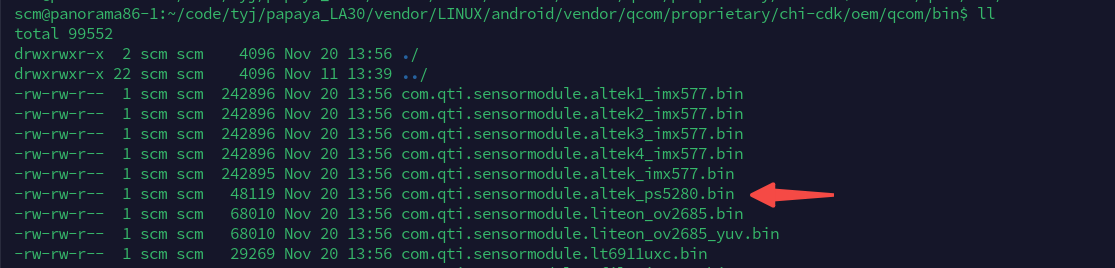 scm@panorama86-1:~/code/tyj/papaya_LA30/vendor/LINUX/android/vendor/qcom/proprietary/chi-cdk/oem/qcom/bin$ ll
total 99552
drwxrwxr-x  2 scm scm   4096 Nov 20 13:56 ./
drwxrwxr-x 22 scm scm   4096 Nov 11 13:39 ../
-rw-rw-r--  1 scm scm 242896 Nov 20 13:56 com.qti.sensormodule.altek1_imx577.bin
-rw-rw-r--  1 scm scm 242896 Nov 20 13:56 com.qti.sensormodule.altek2_imx577.bin
-rw-rw-r--  1 scm scm 242896 Nov 20 13:56 com.qti.sensormodule.altek3_imx577.bin
-rw-rw-r--  1 scm scm 242896 Nov 20 13:56 com.qti.sensormodule.altek4_imx577.bin
-rw-rw-r--  1 scm scm 242895 Nov 20 13:56 com.qti.sensormodule.altek_imx577.bin
-rw-rw-r--  1 scm scm  48119 Nov 20 13:56 com.qti.sensormodule.altek_ps5280.bin
-rw-rw-r--  1 scm scm  68010 Nov 20 13:56 com.qti.sensormodule.liteon_ov2685.bin
-rw-rw-r--  1 scm scm  68010 Nov 20 13:56 com.qti.sensormodule.liteon_ov2685_yuv.bin
-rw-rw-r--  1 scm scm  29269 Nov 20 13:56 com.qti.sensormodule.lt6911uxc.bin